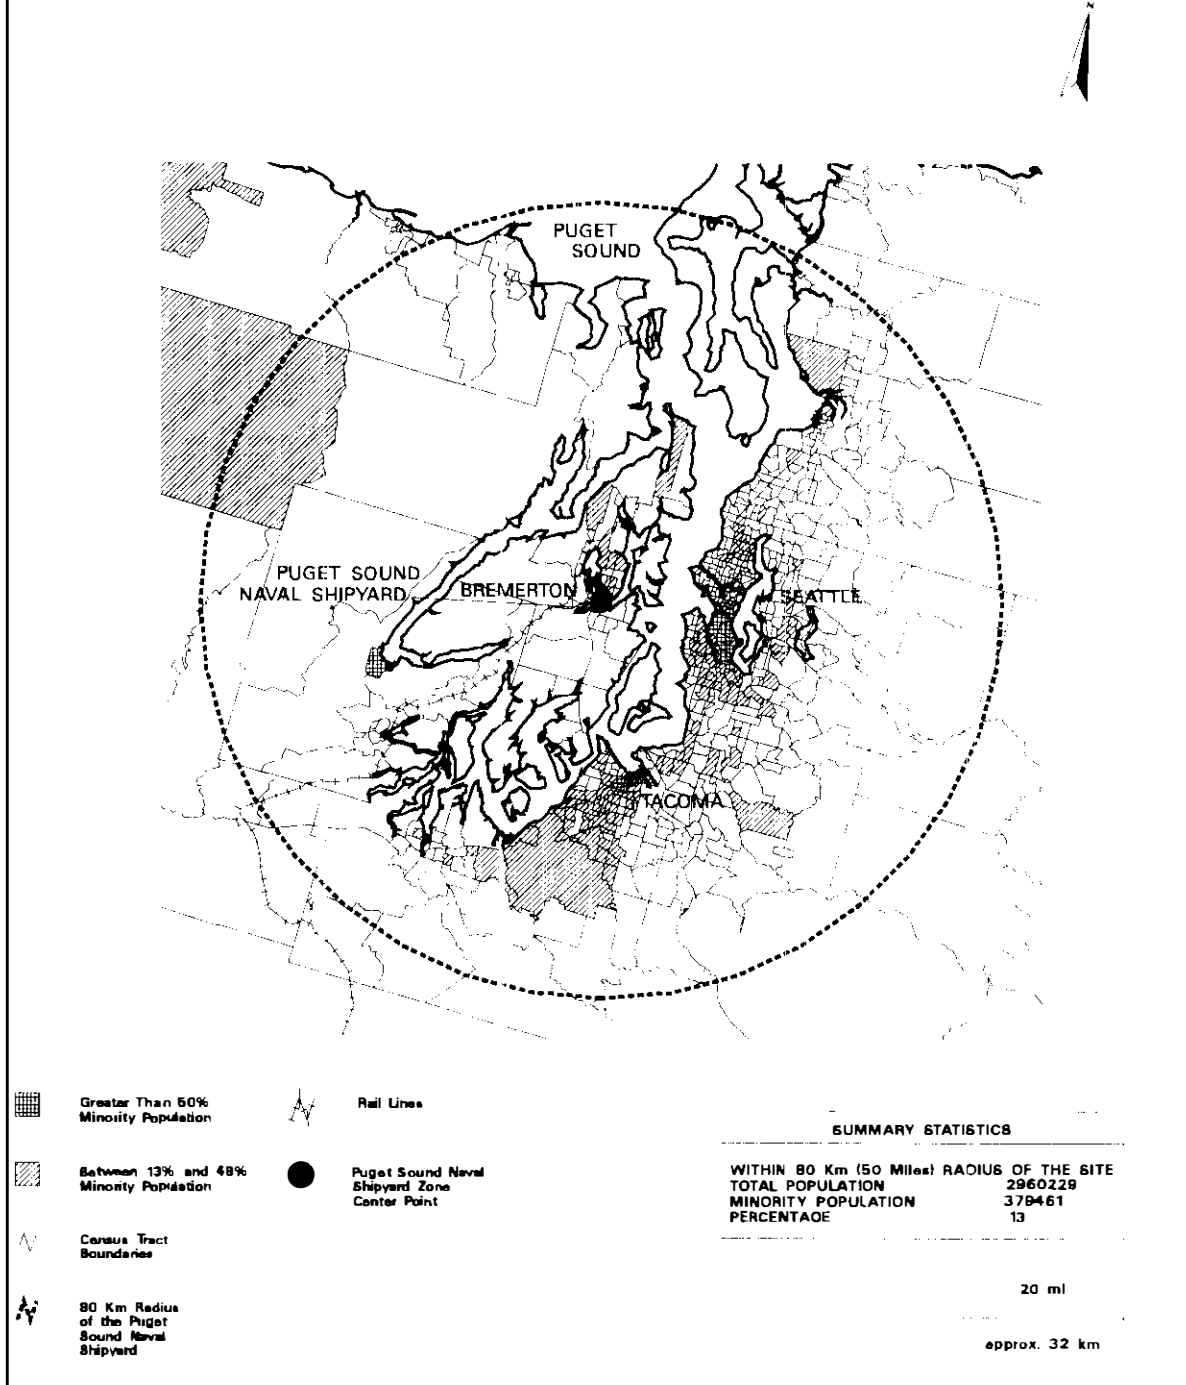 N
PUGET
SOUND
PUGET SOUND
NAVAL SHIPYARD
BREMERTON
SEATTLE
TACOMA
Greater Than 50%
Minority Population
Rail Lines
Between 13% and 49%
Minority Population
Puget Sound Naval
Shipyard Zone
Center Point
Census Tract
Boundaries
80 Km Radius
of the Puget
Sound Naval
Shipyard
SUMMARY STATISTICS
WITHIN 80 Km (50 Miles) RADIUS OF THE SITE
TOTAL POPULATION 2960229
MINORITY POPULATION 379461
PERCENTAGE 13
20 mi
approx. 32 km